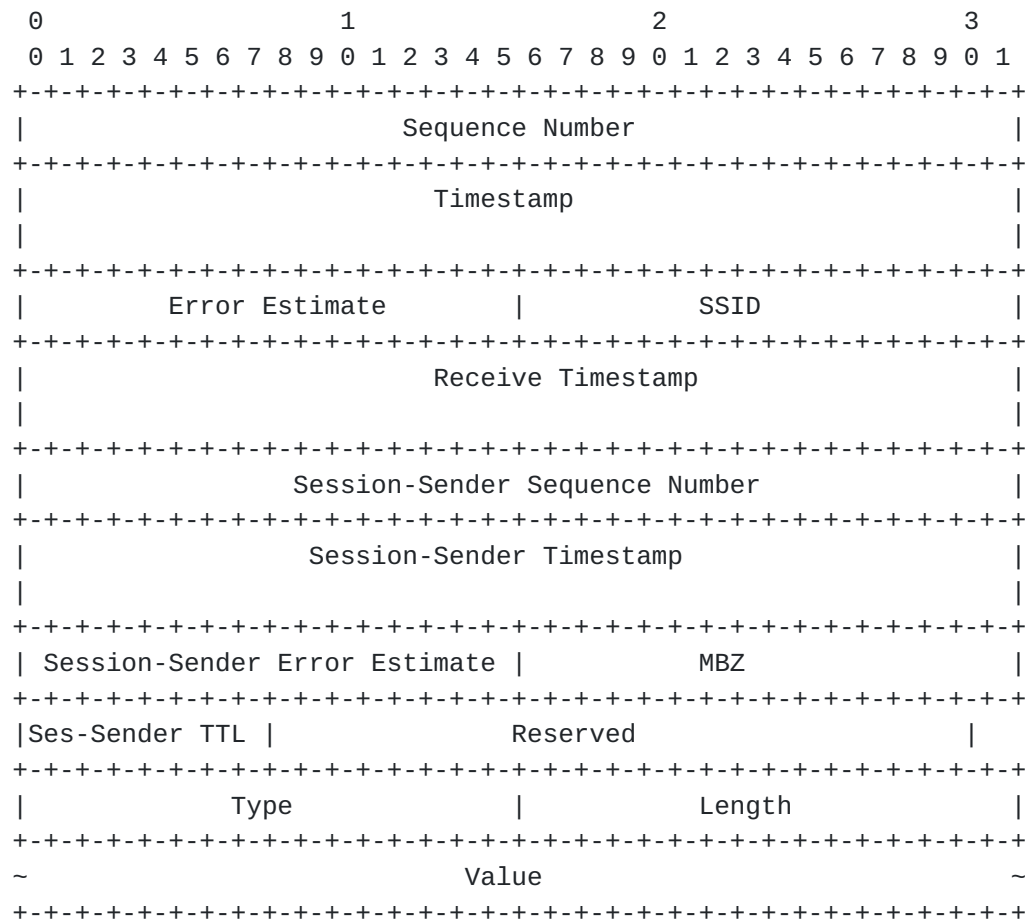 0                   1                   2                   3
 0 1 2 3 4 5 6 7 8 9 0 1 2 3 4 5 6 7 8 9 0 1 2 3 4 5 6 7 8 9 0 1
+-+-+-+-+-+-+-+-+-+-+-+-+-+-+-+-+-+-+-+-+-+-+-+-+-+-+-+-+-+-+-+-+
|                        Sequence Number                        |
+-+-+-+-+-+-+-+-+-+-+-+-+-+-+-+-+-+-+-+-+-+-+-+-+-+-+-+-+-+-+-+-+
|                          Timestamp                            |
|                                                               |
+-+-+-+-+-+-+-+-+-+-+-+-+-+-+-+-+-+-+-+-+-+-+-+-+-+-+-+-+-+-+-+-+
|         Error Estimate        |           SSID                |
+-+-+-+-+-+-+-+-+-+-+-+-+-+-+-+-+-+-+-+-+-+-+-+-+-+-+-+-+-+-+-+-+
|                          Receive Timestamp                    |
|                                                               |
+-+-+-+-+-+-+-+-+-+-+-+-+-+-+-+-+-+-+-+-+-+-+-+-+-+-+-+-+-+-+-+-+
|                 Session-Sender Sequence Number                |
+-+-+-+-+-+-+-+-+-+-+-+-+-+-+-+-+-+-+-+-+-+-+-+-+-+-+-+-+-+-+-+-+
|                  Session-Sender Timestamp                     |
|                                                               |
+-+-+-+-+-+-+-+-+-+-+-+-+-+-+-+-+-+-+-+-+-+-+-+-+-+-+-+-+-+-+-+-+
| Session-Sender Error Estimate |           MBZ                 |
+-+-+-+-+-+-+-+-+-+-+-+-+-+-+-+-+-+-+-+-+-+-+-+-+-+-+-+-+-+-+-+-+
|Ses-Sender TTL |               Reserved                     |
+-+-+-+-+-+-+-+-+-+-+-+-+-+-+-+-+-+-+-+-+-+-+-+-+-+-+-+-+-+-+-+-+
|             Type              |           Length              |
+-+-+-+-+-+-+-+-+-+-+-+-+-+-+-+-+-+-+-+-+-+-+-+-+-+-+-+-+-+-+-+-+
~                            Value                              ~
+-+-+-+-+-+-+-+-+-+-+-+-+-+-+-+-+-+-+-+-+-+-+-+-+-+-+-+-+-+-+-+-+